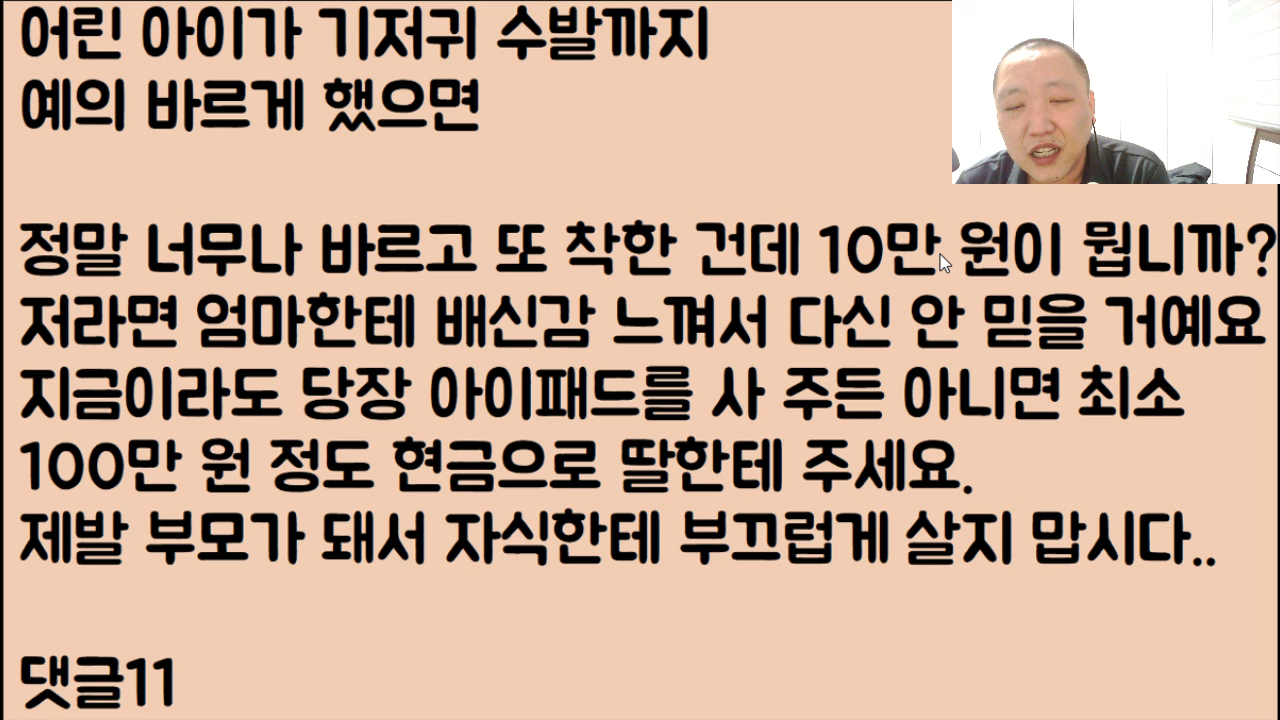 어린 아이가 기저귀 수발까지
예의 바르게 했으면
정말 너무나 바르고 또 착한 건데 10만 원이 뭡니까?
저라면 엄마한테 배신감 느껴서 다신 안 믿을 거예요
지금이라도 당장 아이패드를 사 주든 아니면 최소
100만 원 정도 현금으로 딸한테 주세요.
제발 부모가 돼서 자식한테 부끄럽게 살지 맙시다..
댓글11